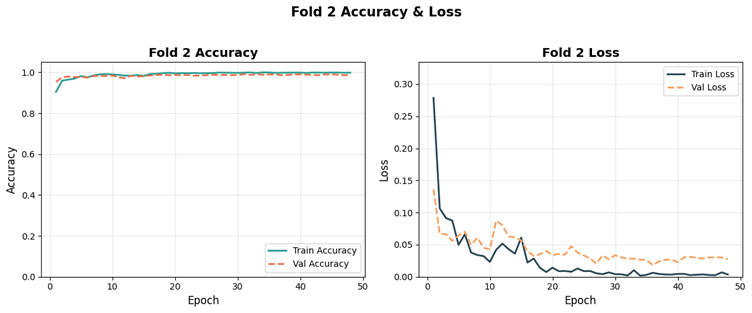 Fold 2 Accuracy & Loss
Fold 2 Accuracy
1.0
0.8
0.6
0.4
0.2
0.0
Accuracy
0
10
20
30
40
50
Epoch
Train Accuracy
Val Accuracy
Fold 2 Loss
0.30
0.25
0.20
0.15
0.10
0.05
0.00
Loss
0
10
20
30
40
50
Epoch
Train Loss
Val Loss